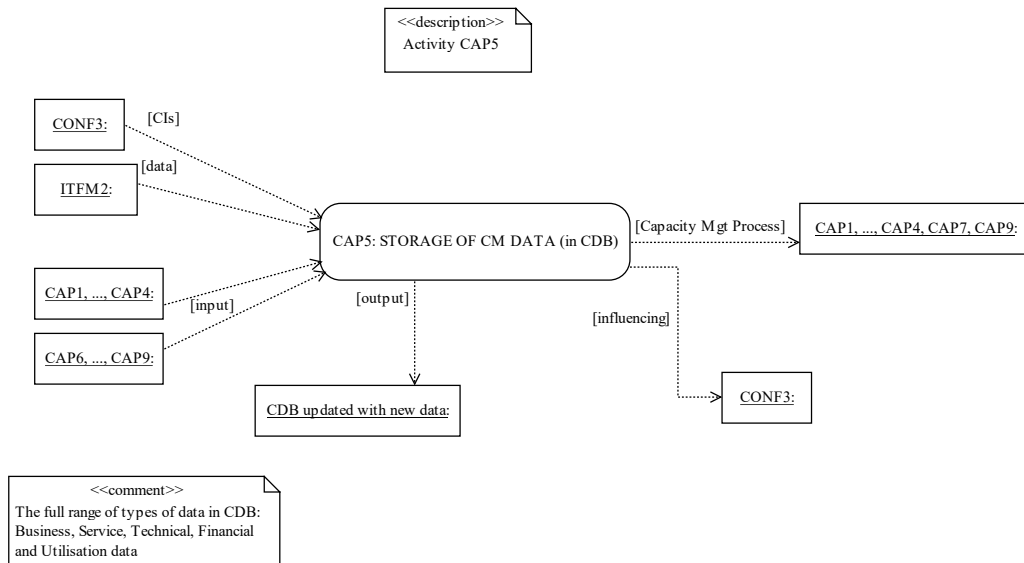 <<description>>
Activity CAP5
CONF3:
[CIs]
[data]
ITFM2:
CAP5: STORAGE OF CM DATA (in CDB)
[Capacity Mgt Process]
CAP1, ..., CAP4, CAP7, CAP9:
CAP1, ..., CAP4:
[input]
[output]
[influencing]
CAP6, ..., CAP9:
CDB updated with new data:
CONF3:
<<comment>>
The full range of types of data in CDB:
Business, Service, Technical, Financial
and Utilisation data